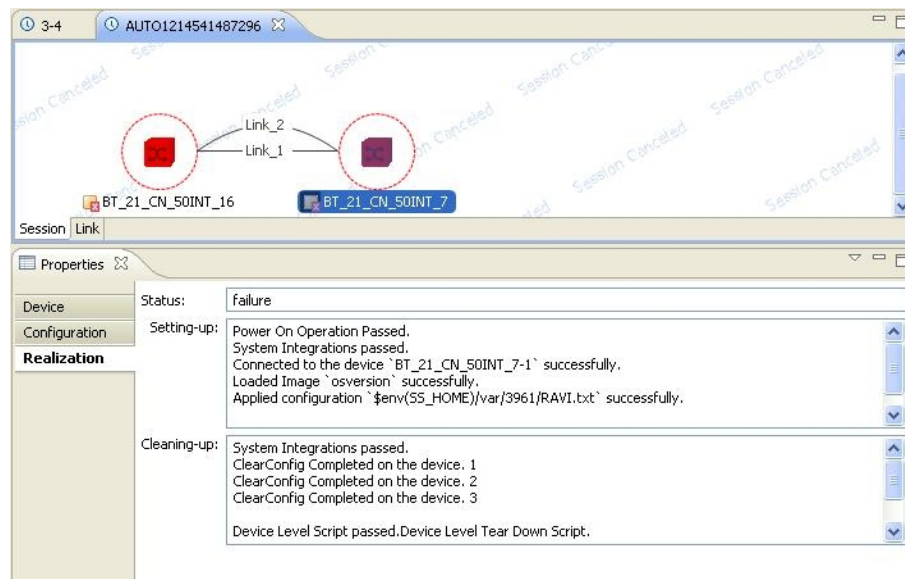 3-4
AUTO1214541487296
Session Canceled
Session Canceled
Session Canceled
Session Canceled
Session Canceled
Session Canceled
Link_2
Link_1
BT_21_CN_50INT_16
BT_21_CN_50INT_7
Session
Link
Properties
Device
Configuration
Realization
Status:
failure
Setting-up:
Power On Operation Passed.
System Integrations passed.
Connected to the device `BT_21_CN_50INT_7-1` successfully.
Loaded Image `osversion` successfully.
Applied configuration `$env(SS_HOME)/var/3961/RAVI.txt` successfully.
Cleaning-up:
System Integrations passed.
ClearConfig Completed on the device. 1
ClearConfig Completed on the device. 2
ClearConfig Completed on the device. 3
Device Level Script passed.Device Level Tear Down Script.